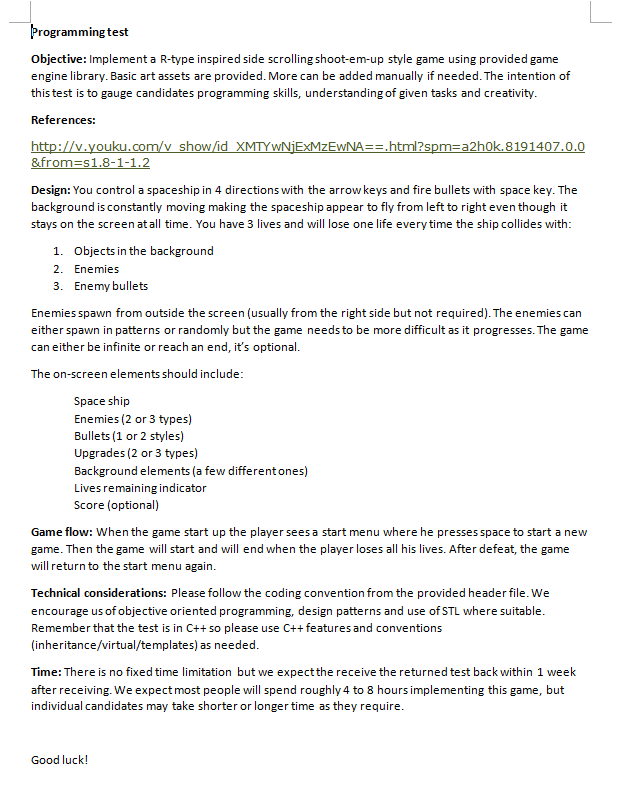 Programming test
Objective: Implement a R-type inspired side scrolling shoot-em-up style game using provided game
engine library. Basic art assets are provided. More can be added manually if needed. The intention of
this test is to gauge candidates programming skills, understanding of given tasks and creativity.
References:
http://v.youku.com/v_show/id_XMTYwNjExMzEwNA==.html?spm=a2h0k.8191407.0.0
&from=s1.8-1-1.2
Design: You control a spaceship in 4 directions with the arrow keys and fire bullets with space key. The
background is constantly moving making the spaceship appear to fly from left to right even though it
stays on the screen at all time. You have 3 lives and will lose one life every time the ship collides with:
1. Objects in the background
2. Enemies
3. Enemy bullets
Enemies spawn from outside the screen (usually from the right side but not required). The enemies can
either spawn in patterns or randomly but the game needs to be more difficult as it progresses. The game
can either be infinite or reach an end, it's optional.
The on-screen elements should include:
Space ship
Enemies (2 or 3 types)
Bullets (1 or 2 styles)
Upgrades (2 or 3 types)
Background elements (a few different ones)
Lives remaining indicator
Score (optional)
Game flow: When the game start up the player sees a start menu where he presses space to start a new
game. Then the game will start and will end when the player loses all his lives. After defeat, the game
will return to the start menu again.
Technical considerations: Please follow the coding convention from the provided header file. We
encourage us of objective oriented programming, design patterns and use of STL where suitable.
Remember that the test is in C++ so please use C++ features and conventions
(inheritance/virtual/templates) as needed.
Time: There is no fixed time limitation but we expect the receive the returned test back within 1 week
after receiving. We expect most people will spend roughly 4 to 8 hours implementing this game, but
individual candidates may take shorter or longer time as they require.
Good luck!